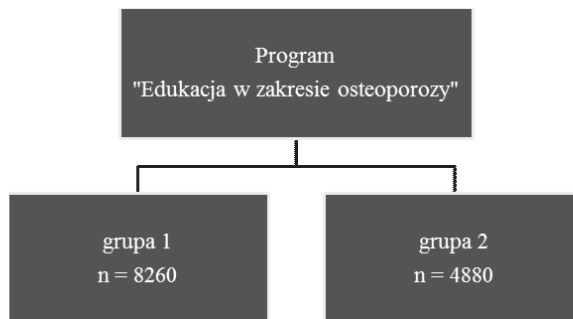 Program
"Edukacja w zakresie osteoporozy"
grupa 1
n = 8260
grupa 2
n = 4880